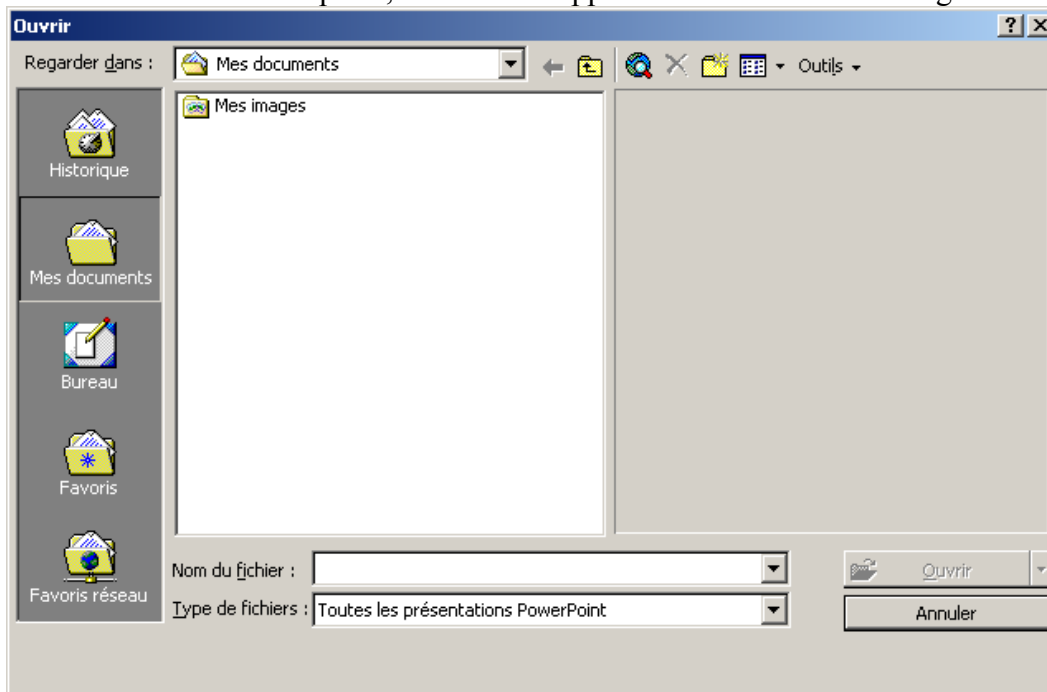 Ouvrir
Regarder dans :
Mes documents
Outils
Mes images
Historique
Mes documents
Bureau
Favoris
Favoris réseau
Nom du fichier :
Ouvrir
Type de fichiers : Toutes les présentations PowerPoint
Annuler